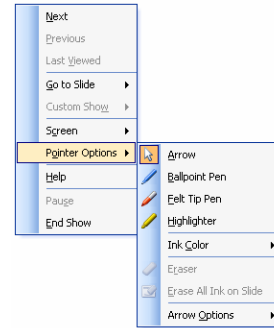 Next
Previous
Last Viewed
Go to Slide
Custom Show
Screen
Pointer Options
Help
Pause
End Show
Arrow
Ballpoint Pen
Felt Tip Pen
Highlighter
Ink Color
Eraser
Erase All Ink on Slide
Arrow Options